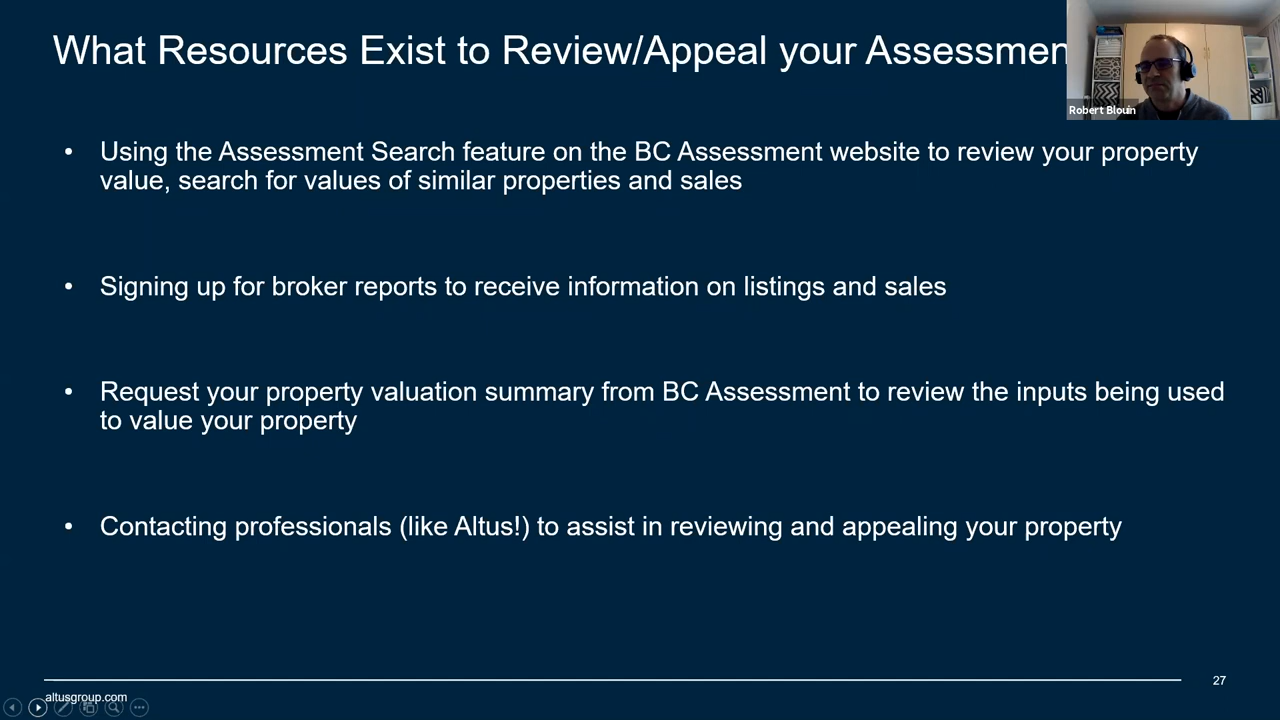 What Resources Exist to Review/Appeal your Assessmen
Robert Blouin
• Using the Assessment Search feature on the BC Assessment website to review your property
value, search for values of similar properties and sales
• Signing up for broker reports to receive information on listings and sales
• Request your property valuation summary from BC Assessment to review the inputs being used
to value your property
• Contacting professionals (like Altus!) to assist in reviewing and appealing your property
27
altusgroup.com